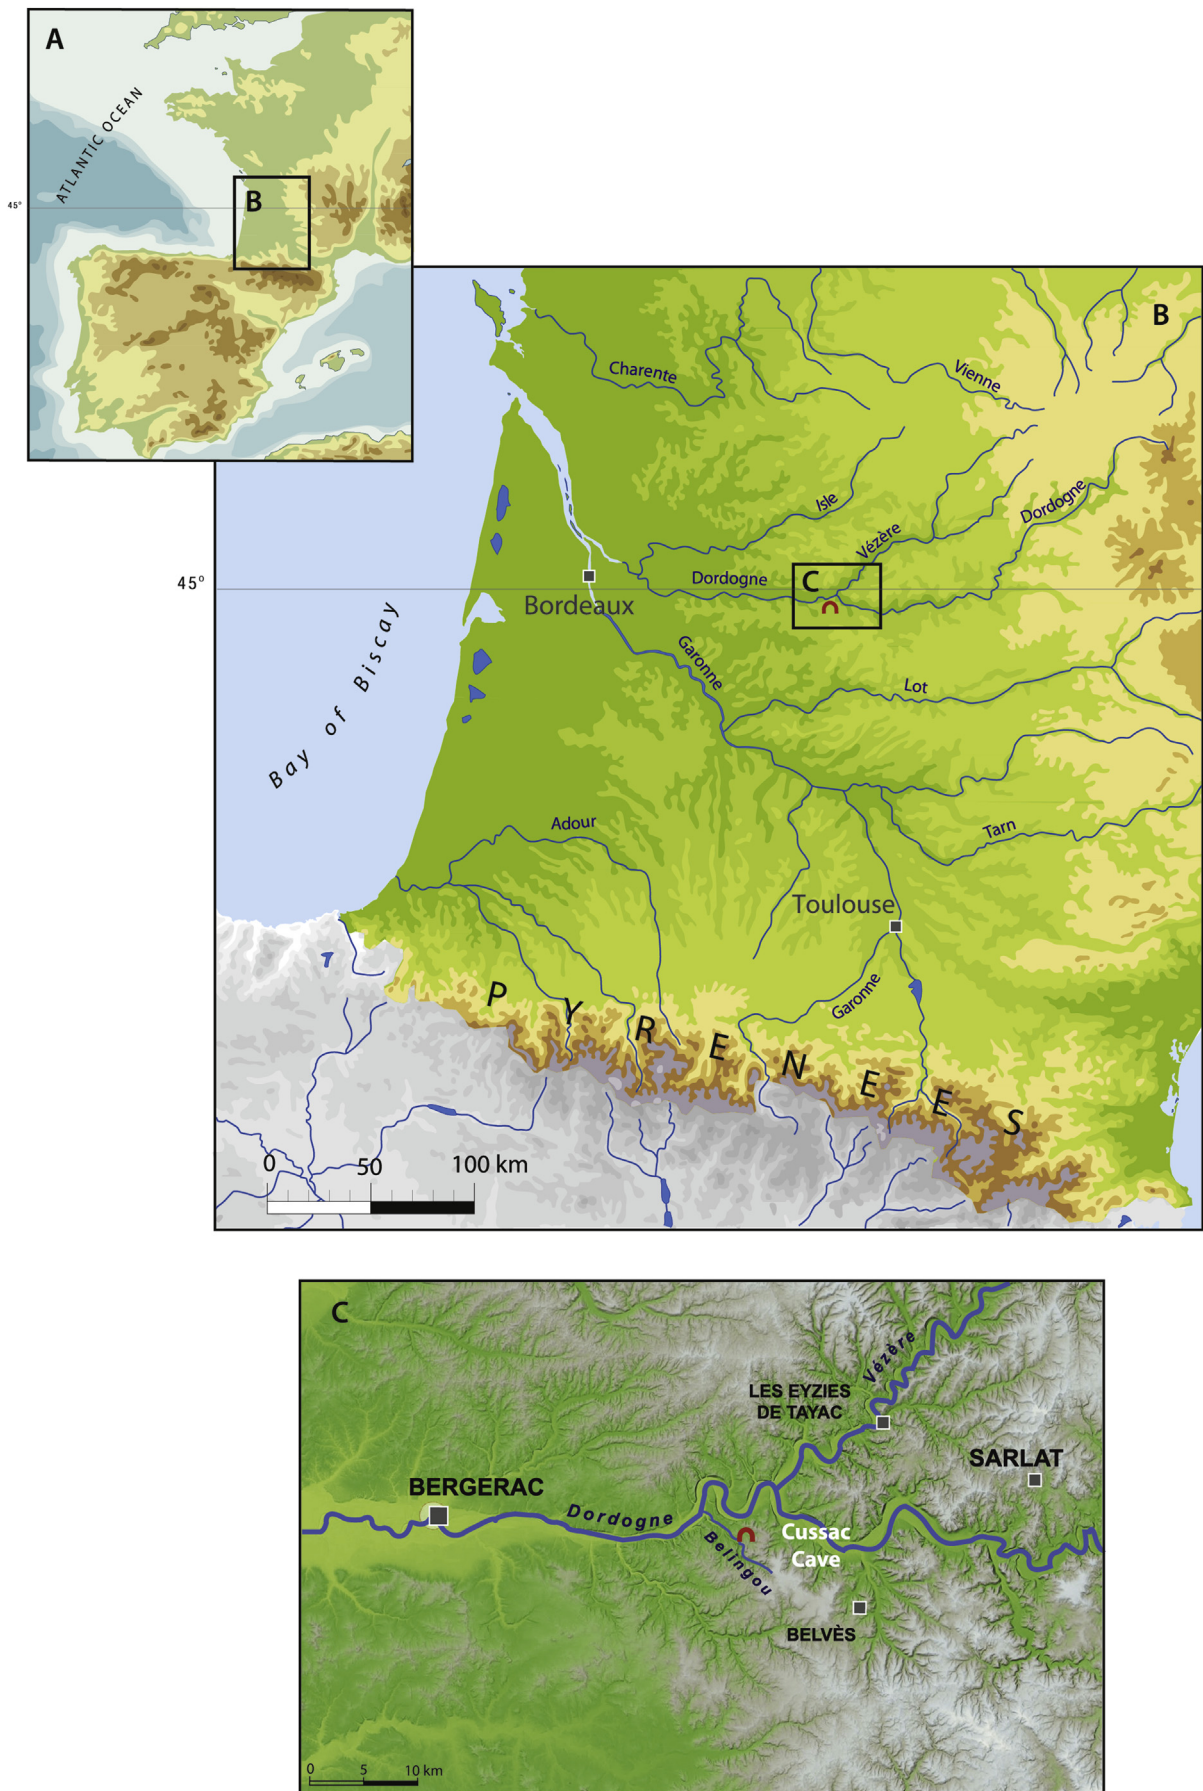 A
ATLANTIC OCEAN
45°
B
B
Charente
Vienne
Isle
Vézère
Dordogne
Dordogne
C
45°
Bordeaux
Garonne
Lot
Bay of Biscay
Adour
Tarn
Toulouse
Garonne
PYRENEES
0 50 100 km
C
Vézère
LES EYZIES
DE TAYAC
SARLAT
BERGERAC
Dordogne
Cussac
Cave
Belingou
BELVÈS
0 5 10 km